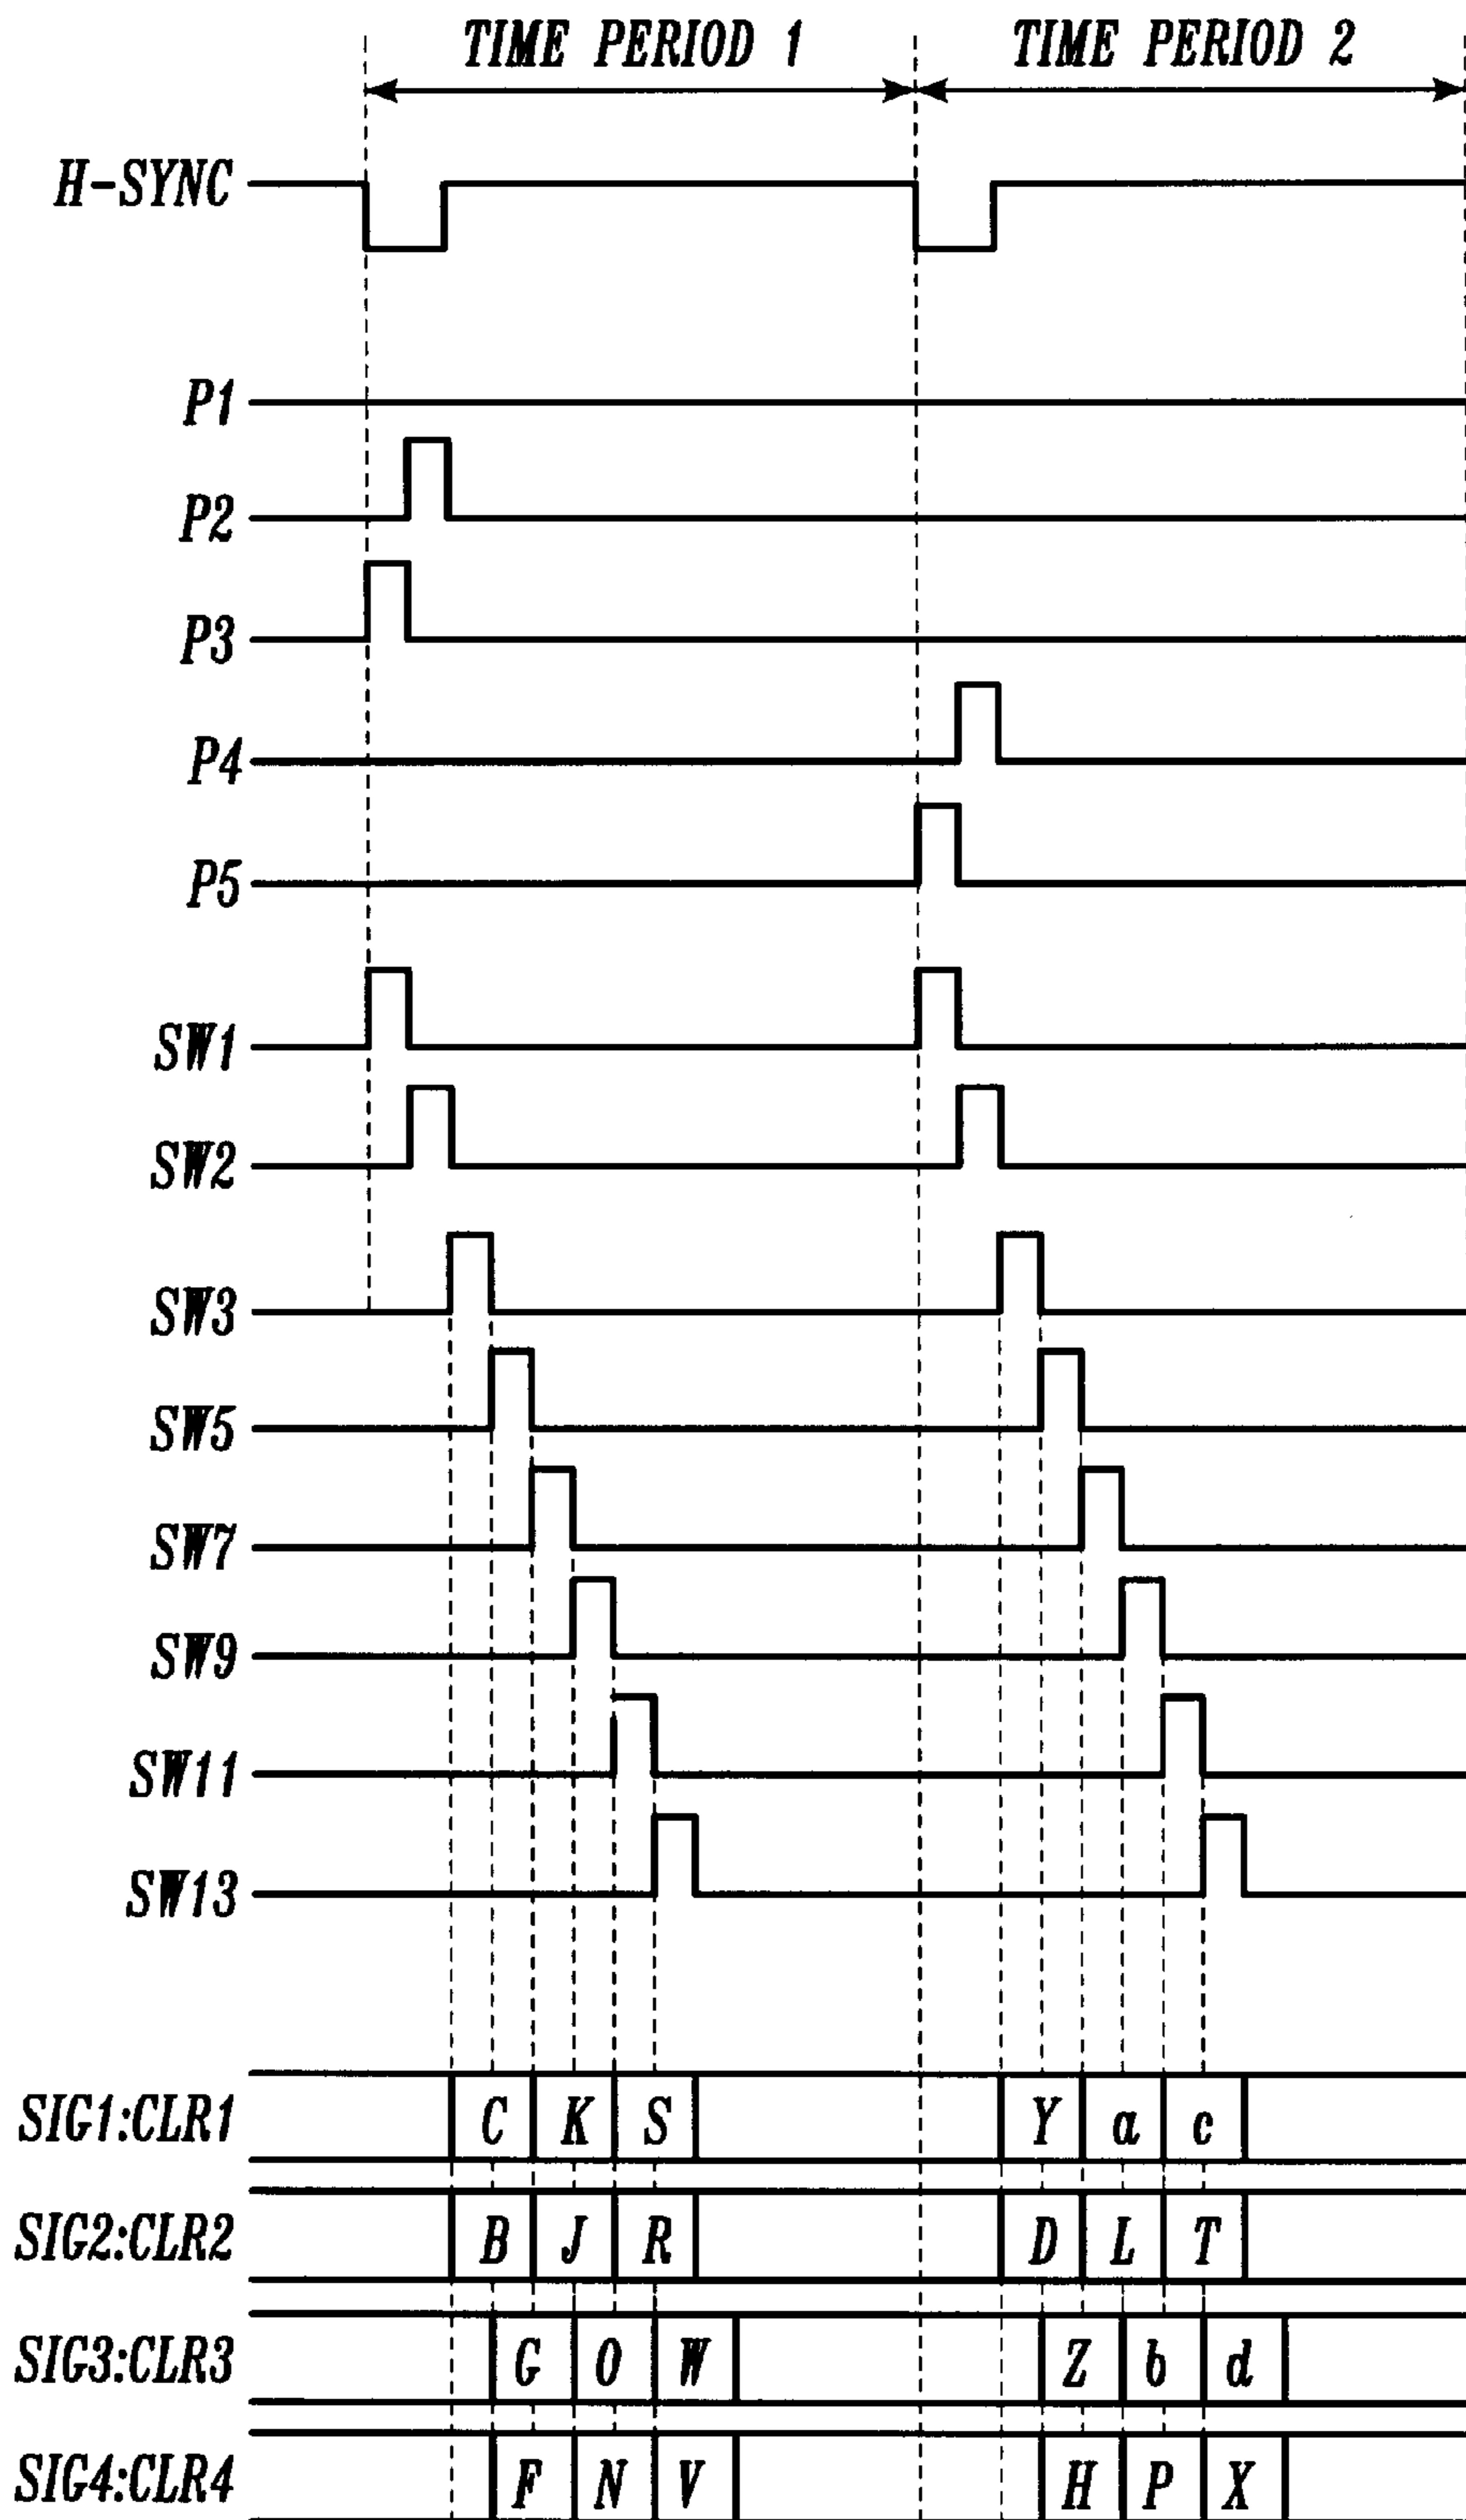 TIME PERIOD 1 TIME PERIOD 2
H-SYNC
P1
P2
P3
P4
P5
SW1
SW2
SW3
SW5
SW7
SW9
SW11
SW13
SIG1:CLR1 C K S Y a c
SIG2:CLR2 B J R D L T
SIG3:CLR3 G O W Z b d
SIG4:CLR4 F N V H P X